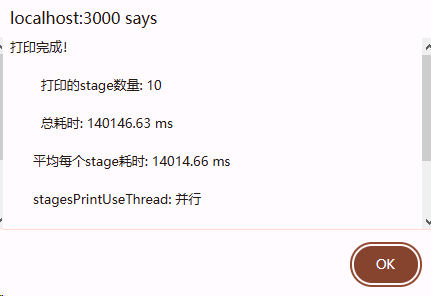 localhost:3000 says
打印完成!
打印的stage数量: 10
总耗时: 140146.63 ms
平均每个stage耗时: 14014.66 ms
stagesPrintUseThread: 并行
OK